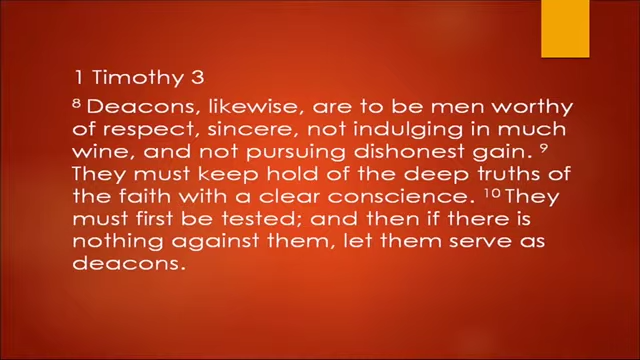 1 Timothy 3
⁸ Deacons, likewise, are to be men worthy
of respect, sincere, not indulging in much
wine, and not pursuing dishonest gain. ⁹
They must keep hold of the deep truths of
the faith with a clear conscience. ¹⁰ They
must first be tested; and then if there is
nothing against them, let them serve as
deacons.